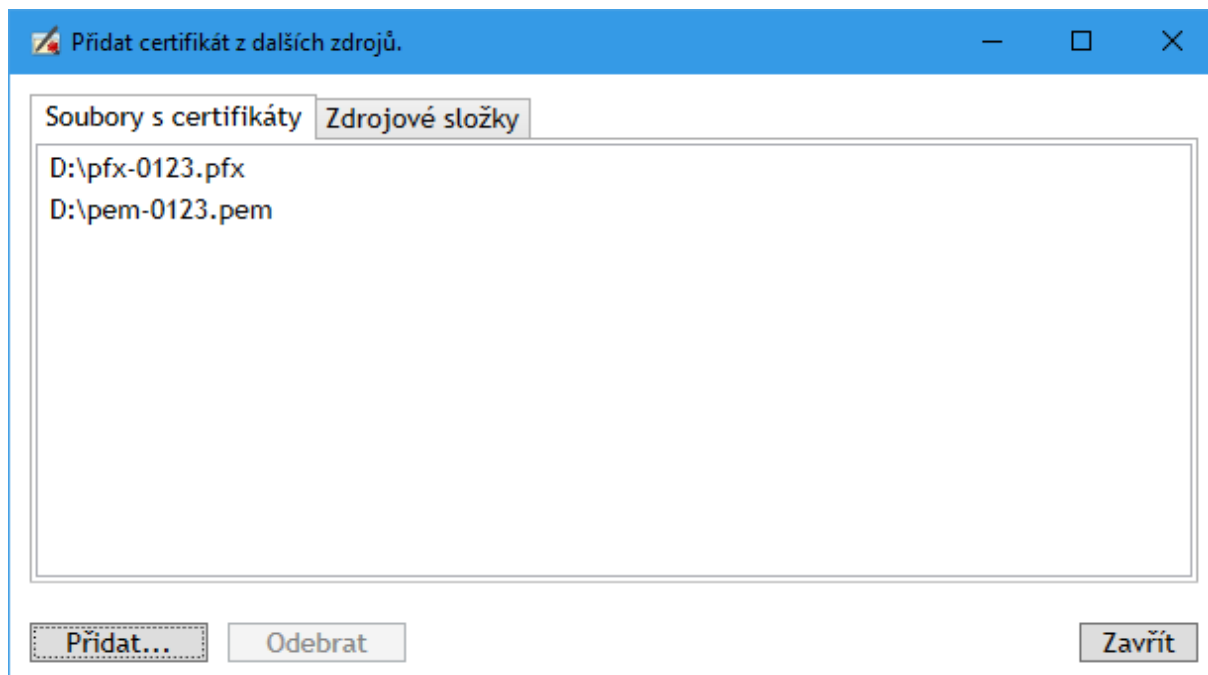 Přidat certifikát z dalších zdrojů.
Soubory s certifikáty Zdrojové složky
D:\pfx-0123.pfx
D:\pem-0123.pem
Přidat... Odebrat Zavřít